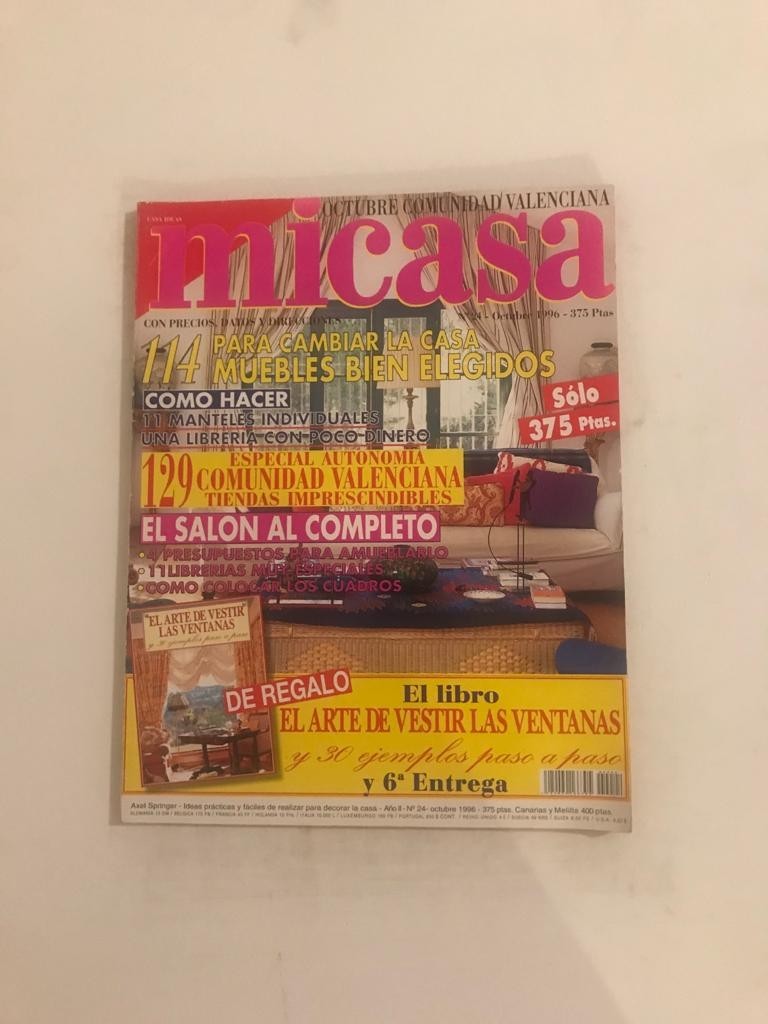 OCTUBRE COMUNIDAD VALENCIANA
CASA IDEAS
micasa
CON PRECIOS, DATOS Y DIRECCIONES
Nº 24 - Octubre 1996 - 375 Ptas
114 PARA CAMBIAR LA CASA
MUEBLES BIEN ELEGIDOS
Sólo
375 Ptas.
COMO HACER
11 MANTELES INDIVIDUALES
UNA LIBRERIA CON POCO DINERO
ESPECIAL AUTONOMIA
129 COMUNIDAD VALENCIANA
TIENDAS IMPRESCINDIBLES
EL SALON AL COMPLETO
•4 PRESUPUESTOS PARA AMUEBLARLO
•11 LIBRERIAS MUY ESPECIALES
•COMO COLOCAR LOS CUADROS
"EL ARTE DE VESTIR
LAS VENTANAS
y 30 ejemplos paso a paso
DE REGALO
El libro
EL ARTE DE VESTIR LAS VENTANAS
y 30 ejemplos paso a paso
y 6ª Entrega
Axel Springer - Ideas prácticas y fáciles de realizar para decorar la casa - Año II - Nº 24- octubre 1996 - 375 ptas. Canarias y Melilla 400 ptas.